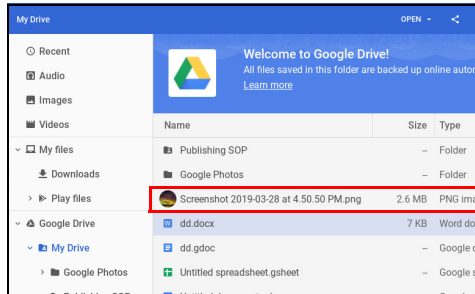 My Drive
OPEN
Recent
Audio
Images
Videos
My files
Downloads
Play files
Google Drive
My Drive
Google Photos
Welcome to Google Drive!
All files saved in this folder are backed up online
Learn more
Name Size Type
Publishing SOP – Folder
Google Photos – Folder
Screenshot 2019-03-28 at 4.50.50 PM.png 2.6 MB PNG
dd.docx 7 KB Word
dd.gdoc – Google
Untitled spreadsheet.gsheet – Google